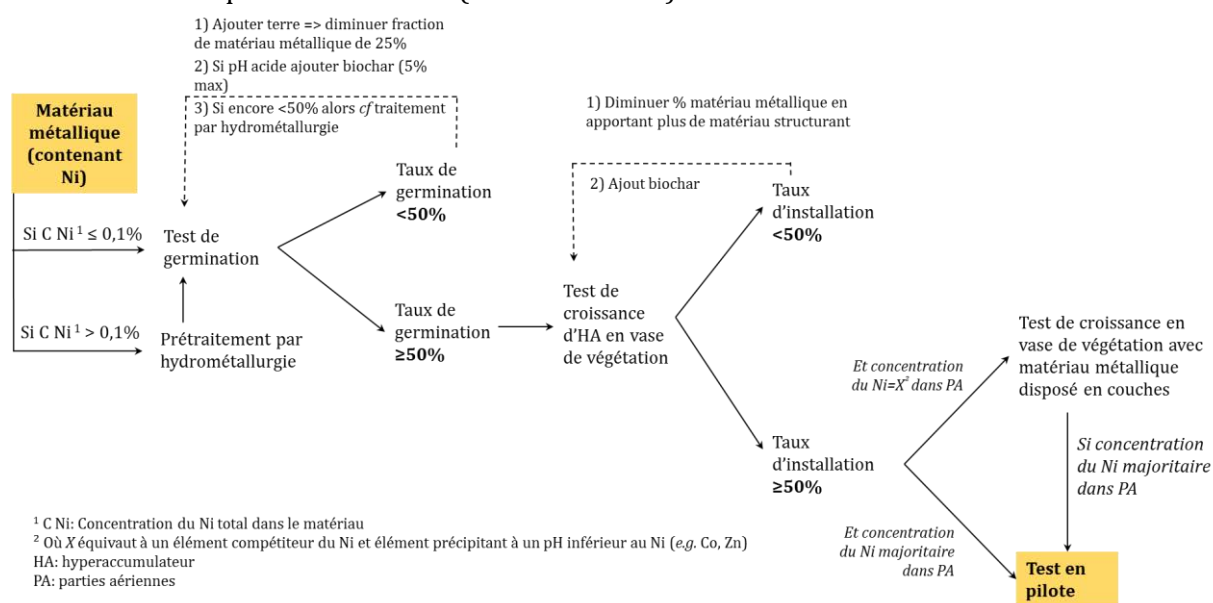 1) Ajouter terre => diminuer fraction
de matériau métallique de 25%
2) Si pH acide ajouter biochar (5%
max)
3) Si encore <50% alors cf traitement
par hydrométallurgie
1) Diminuer % matériau métallique en
apportant plus de matériau structurant
2) Ajout biochar
Matériau
métallique
(contenant
Ni)
Si C Ni¹ ≤ 0,1%
Si C Ni¹ > 0,1%
Test de
germination
Prétraitement par
hydrométallurgie
Taux de
germination
<50%
Taux de
germination
≥50%
Test de
croissance
d'HA en vase
de végétation
Taux
d'installation
<50%
Taux
d'installation
≥50%
Et concentration
du Ni=X² dans PA
Et concentration
du Ni majoritaire
dans PA
Test de croissance en
vase de végétation avec
matériau métallique
disposé en couches
Si concentration
du Ni majoritaire
dans PA
Test en
pilote
¹ C Ni: Concentration du Ni total dans le matériau
² Où X équivaut à un élément compétiteur du Ni et élément précipitant à un pH inférieur au Ni (e.g. Co, Zn)
HA: hyperaccumulateur
PA: parties aériennes